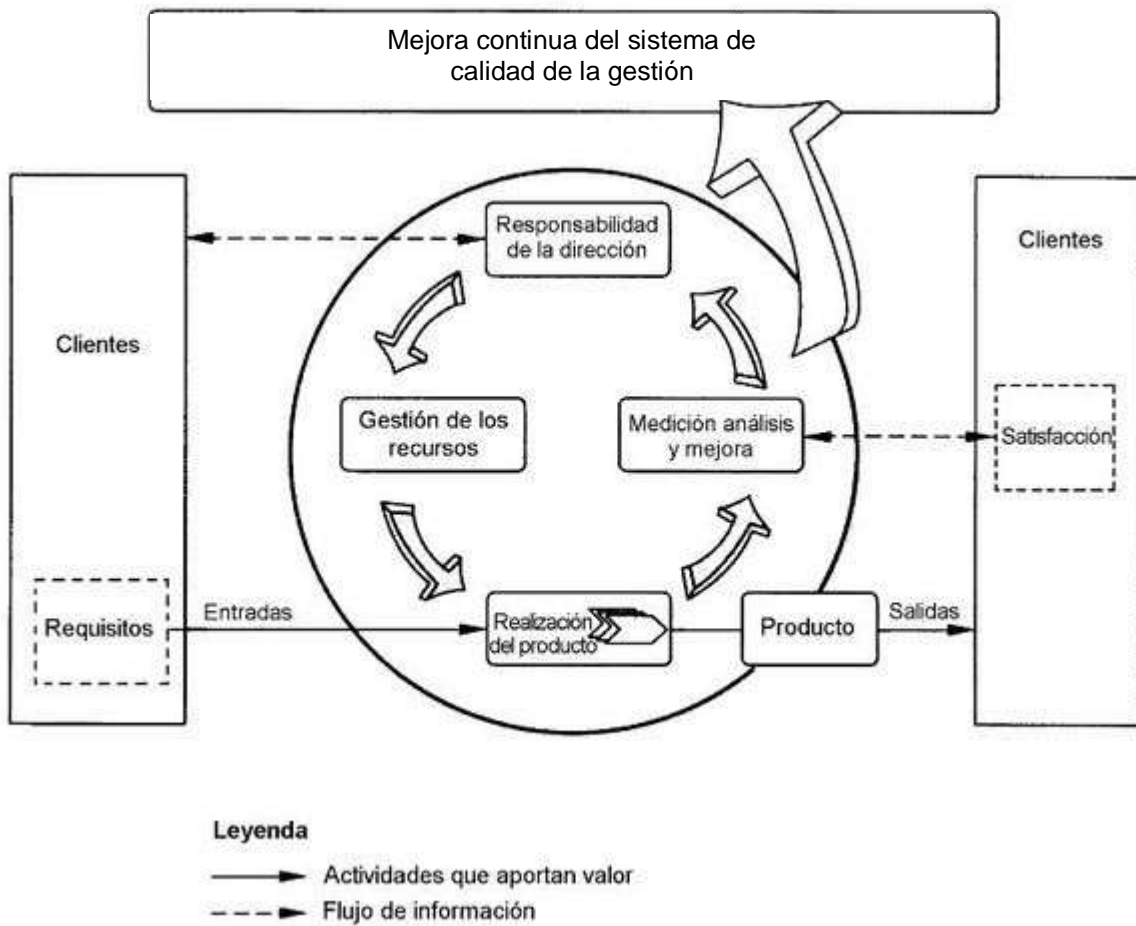 Mejora continua del sistema de
calidad de la gestión
Responsabilidad
de la dirección
Clientes
Clientes
Gestión de los
recursos
Medición análisis
y mejora
Satisfacción
Requisitos
Entradas
Realización
del producto
Producto
Salidas
Leyenda
Actividades que aportan valor
Flujo de información